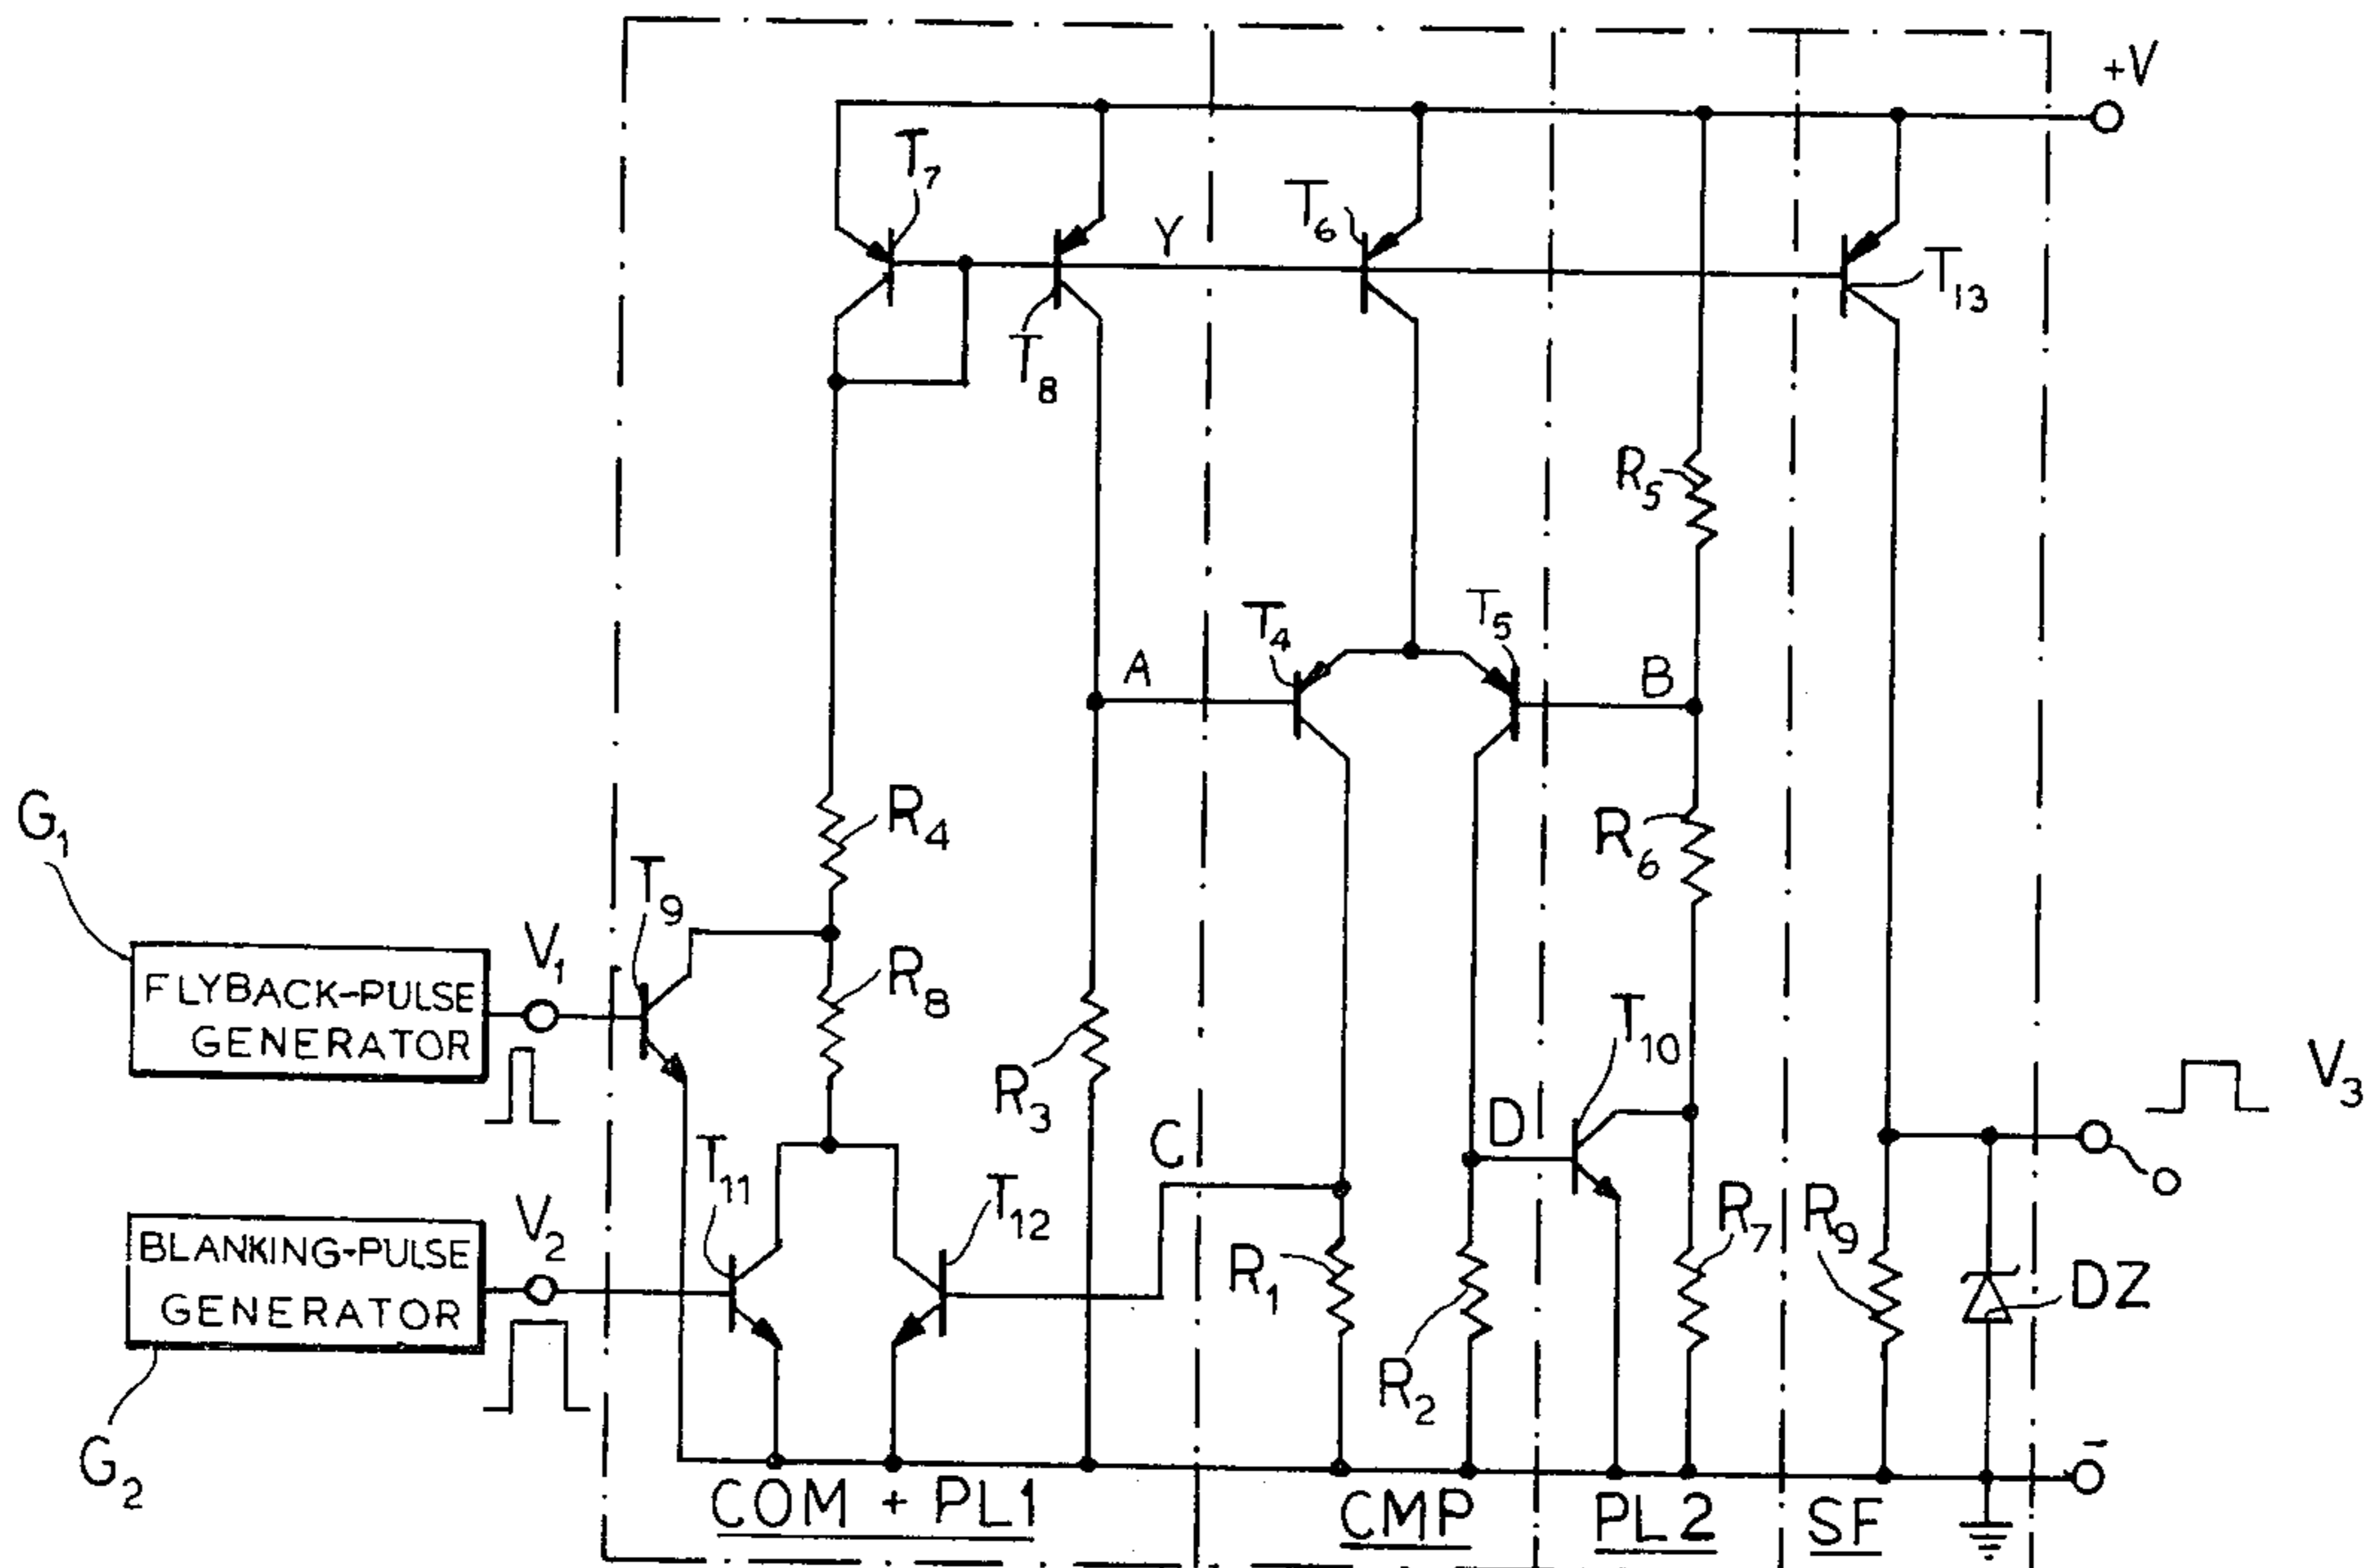 +V
T7
T8
Y
T6
T13
R5
T4
T5
A
B
R4
R6
G1
T9
V1
FLYBACK-PULSE
GENERATOR
R8
R3
T10
V3
C
D
T11
T12
V2
BLANKING-PULSE
GENERATOR
R1
R2
R7
R9
DZ
O
G2
-
COM + PL1
CMP
PL2
SF